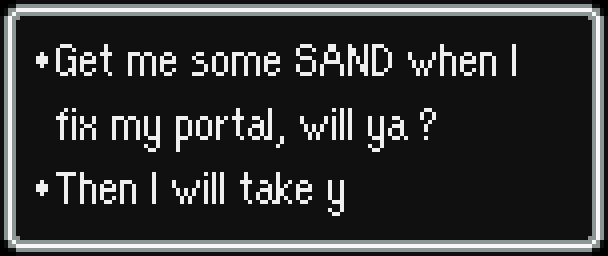 •Get me some SAND when I
fix my portal, will ya ?
•Then I will take y